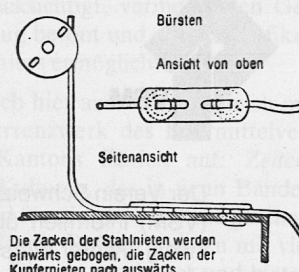 Bürsten
Ansicht von oben
Seitenansicht
Die Zacken der Stahlnieten werden
einwärts gebogen, die Zacken der
Kupfernieten nach auswärts